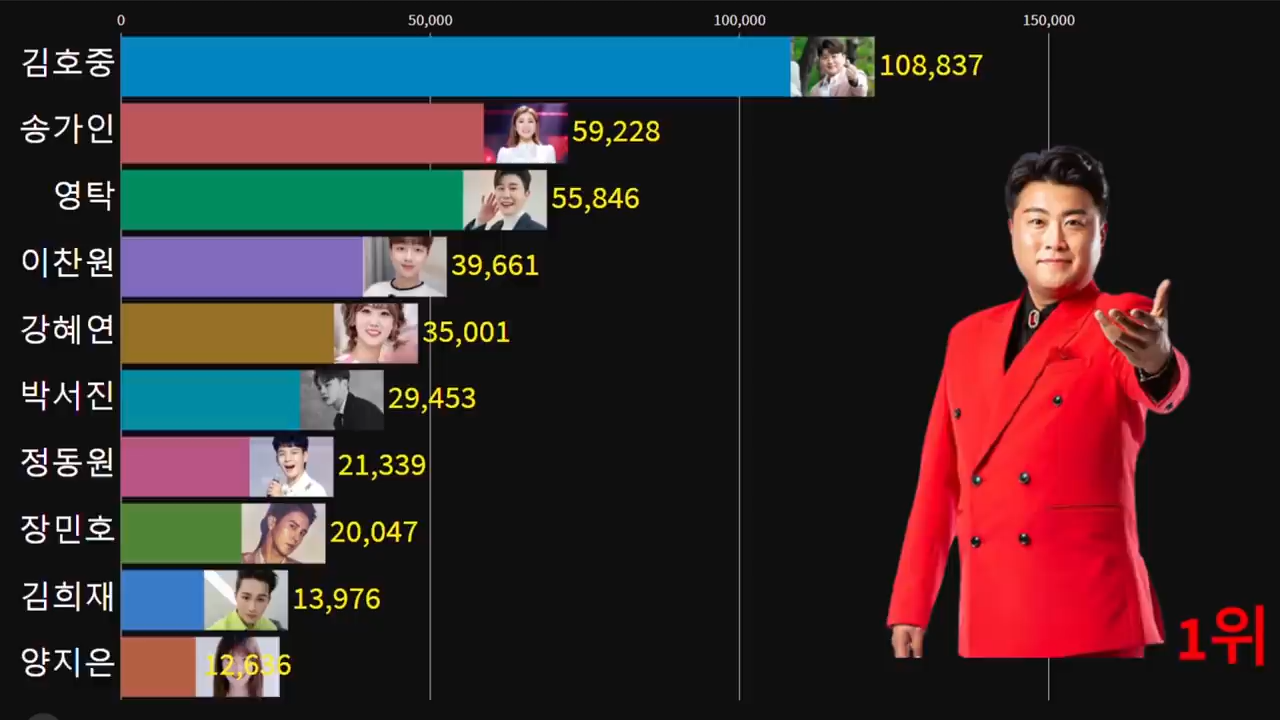 0 50,000 100,000 150,000
김호중 108,837
송가인 59,228
영탁 55,846
이찬원 39,661
강혜연 35,001
박서진 29,453
정동원 21,339
장민호 20,047
김희재 13,976
양지은 12,636
1위